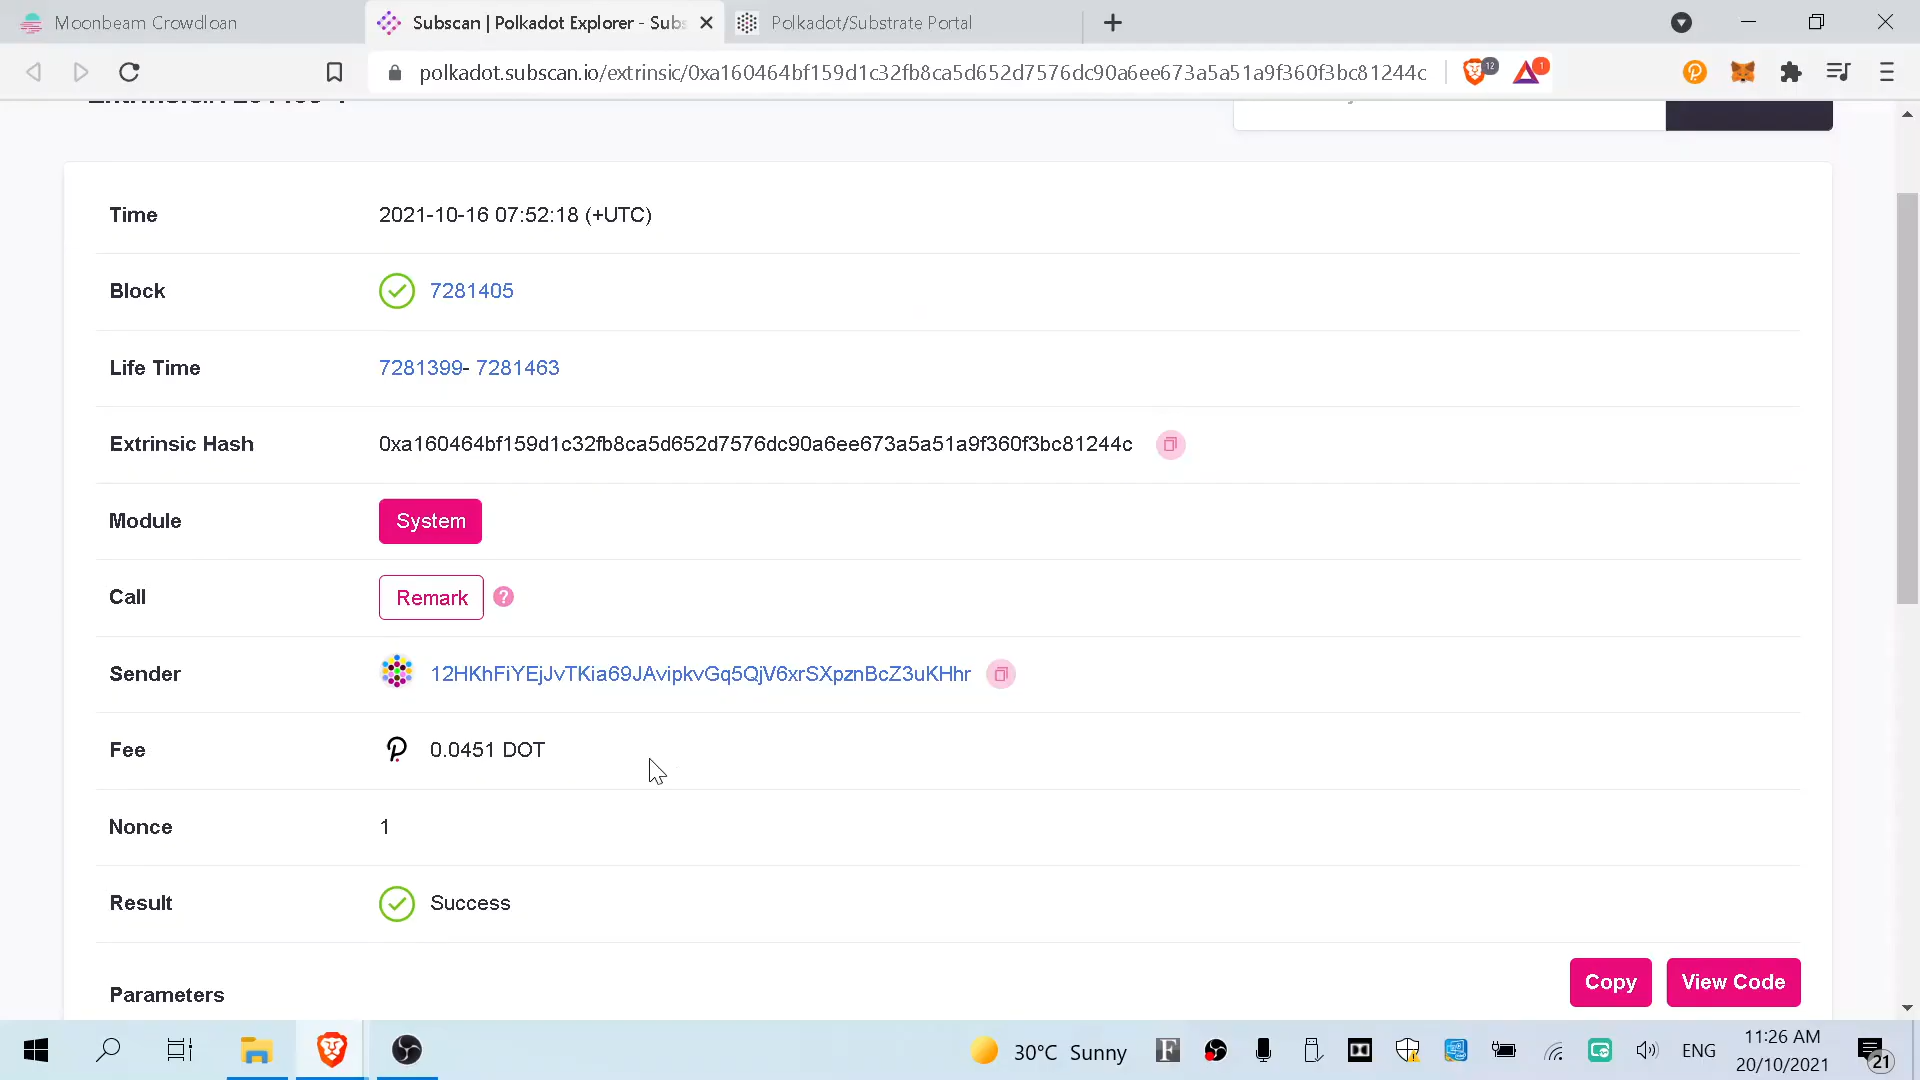 Moonbeam Crowdloan
Subscan | Polkadot Explorer - Subs
Polkadot/Substrate Portal
polkadot.subscan.io/extrinsic/0xa160464bf159d1c32fb8ca5d652d7576dc90a6ee673a5a51a9f360f3bc81244c
12
1
Time
2021-10-16 07:52:18 (+UTC)
Block
7281405
Life Time
7281399- 7281463
Extrinsic Hash
0xa160464bf159d1c32fb8ca5d652d7576dc90a6ee673a5a51a9f360f3bc81244c
Module
System
Call
Remark
?
Sender
12HKhFiYEjJvTKia69JAvipkvGq5QjV6xrSXpznBcZ3uKHhr
Fee
0.0451 DOT
Nonce
1
Result
Success
Parameters
Copy
View Code
30°C Sunny
ENG
11:26 AM
20/10/2021
21